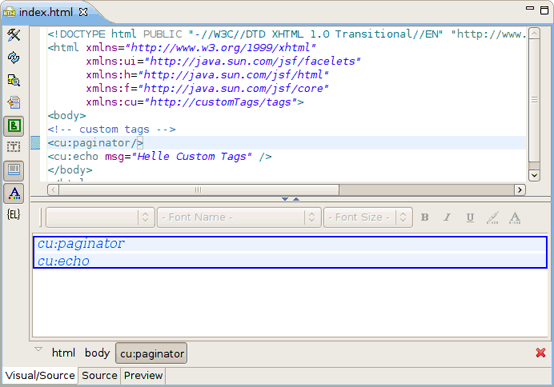 index.html
<!DOCTYPE html PUBLIC "-//W3C//DTD XHTML 1.0 Transitional//EN" "http://www.
<html xmlns="http://www.w3.org/1999/xhtml"
xmlns:ui="http://java.sun.com/jsf/facelets"
xmlns:h="http://java.sun.com/jsf/html"
xmlns:f="http://java.sun.com/jsf/core"
xmlns:cu="http://customTags/tags">
<body>
<!-- custom tags -->
<cu:paginator/>
<cu:echo msg="Helle Custom Tags" />
</body>
{EL}
- Font Name - - Font Size - B I U A
cu:paginator
cu:echo
html body cu:paginator
Visual/Source Source Preview